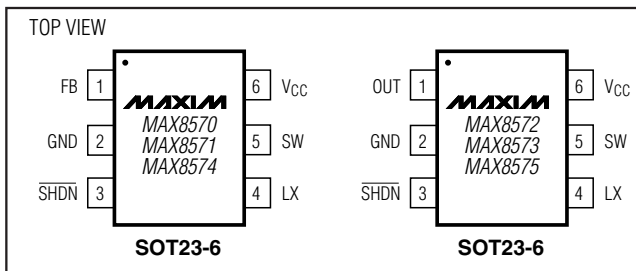 TOP VIEW
FB 1
GND 2
SHDN 3
MAXIM
MAX8570
MAX8571
MAX8574
6 VCC
5 SW
4 LX
SOT23-6
OUT 1
GND 2
SHDN 3
MAXIM
MAX8572
MAX8573
MAX8575
6 VCC
5 SW
4 LX
SOT23-6